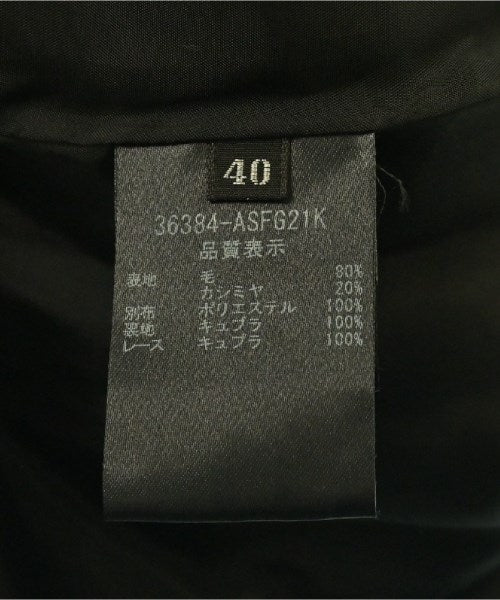 40
36384-ASFG21K
品質表示
表地 毛 80%
カシミヤ 20%
別布 ポリエステル 100%
裏地 キュプラ 100%
レース キュプラ 100%